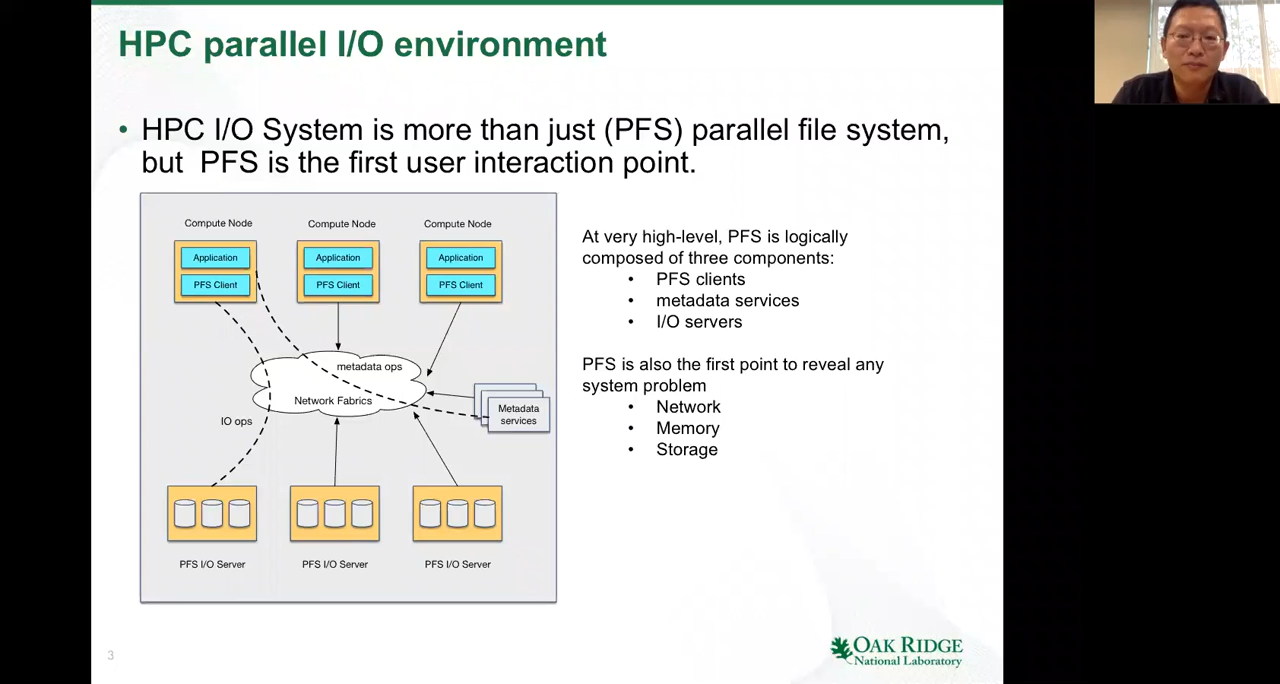 HPC parallel I/O environment
• HPC I/O System is more than just (PFS) parallel file system,
but PFS is the first user interaction point.
Compute Node
Compute Node
Compute Node
Application
Application
Application
PFS Client
PFS Client
PFS Client
metadata ops
Network Fabrics
Metadata
services
IO ops
PFS I/O Server
PFS I/O Server
PFS I/O Server
At very high-level, PFS is logically
composed of three components:
• PFS clients
• metadata services
• I/O servers
PFS is also the first point to reveal any
system problem
• Network
• Memory
• Storage
3
OAK RIDGE
National Laboratory